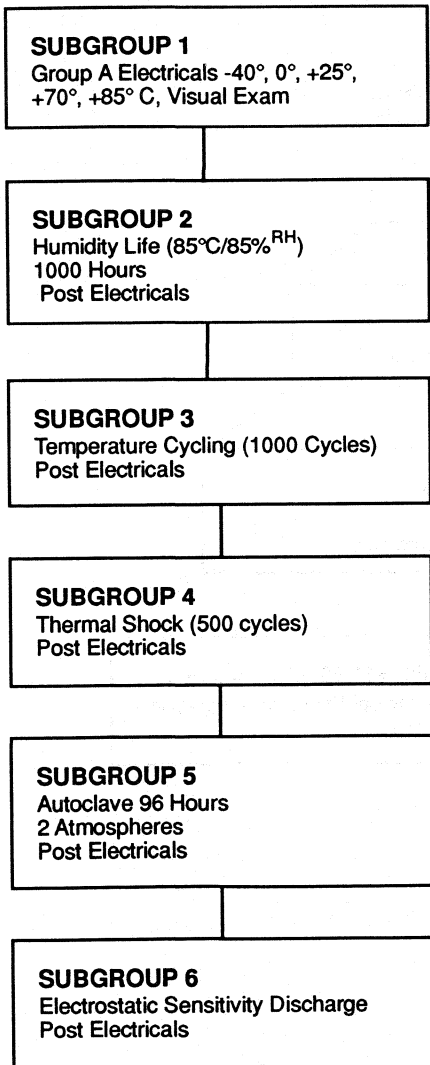 SUBGROUP 1
Group A Electricals -40°, 0°, +25°,
+70°, +85° C, Visual Exam
SUBGROUP 2
Humidity Life (85°C/85%RH)
1000 Hours
Post Electricals
SUBGROUP 3
Temperature Cycling (1000 Cycles)
Post Electricals
SUBGROUP 4
Thermal Shock (500 cycles)
Post Electricals
SUBGROUP 5
Autoclave 96 Hours
2 Atmospheres
Post Electricals
SUBGROUP 6
Electrostatic Sensitivity Discharge
Post Electricals